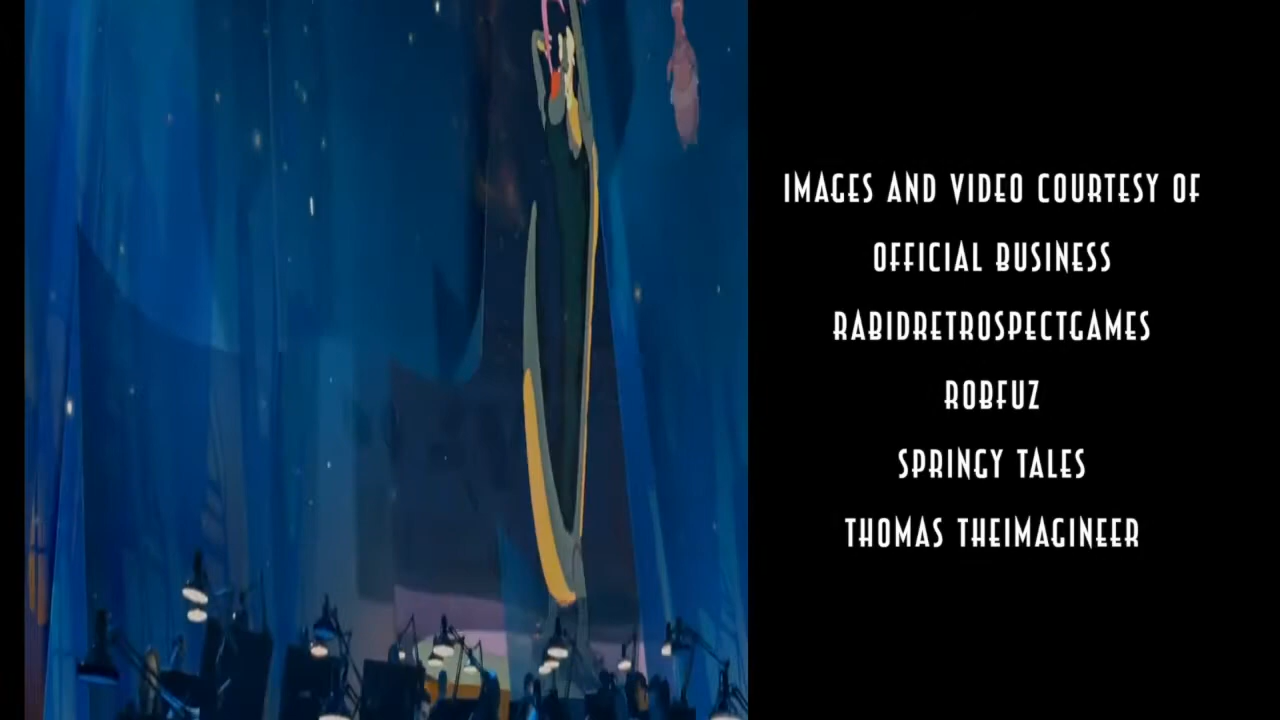 IMAGES AND VIDEO COURTESY OF
OFFICIAL BUSINESS
RABIDRETROSPECTGAMES
ROBFUZ
SPRINGY TALES
THOMAS THEIMAGINEER